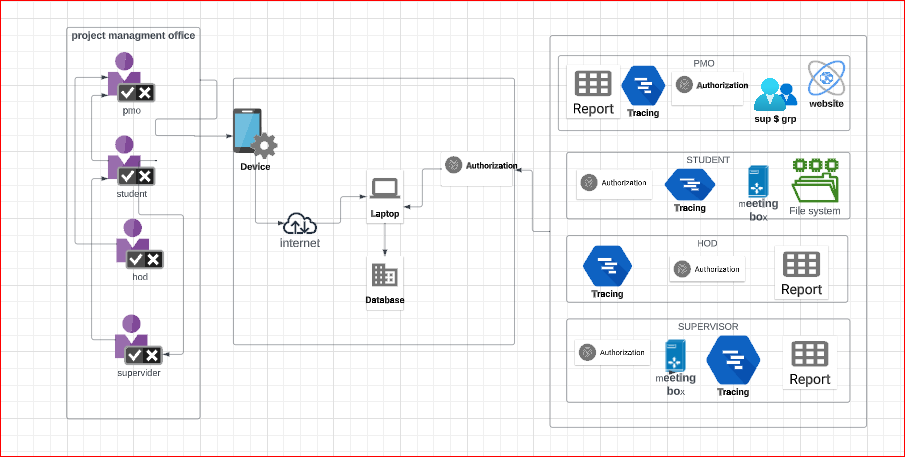 project managment office
pmo
student
hod
supervider
Device
internet
Laptop
Database
Authorization
PMO
Report
Tracing
Authorization
sup $ grp
website
STUDENT
Authorization
Tracing
meeting
box
File system
HOD
Tracing
Authorization
Report
SUPERVISOR
Authorization
meeting
box
Tracing
Report